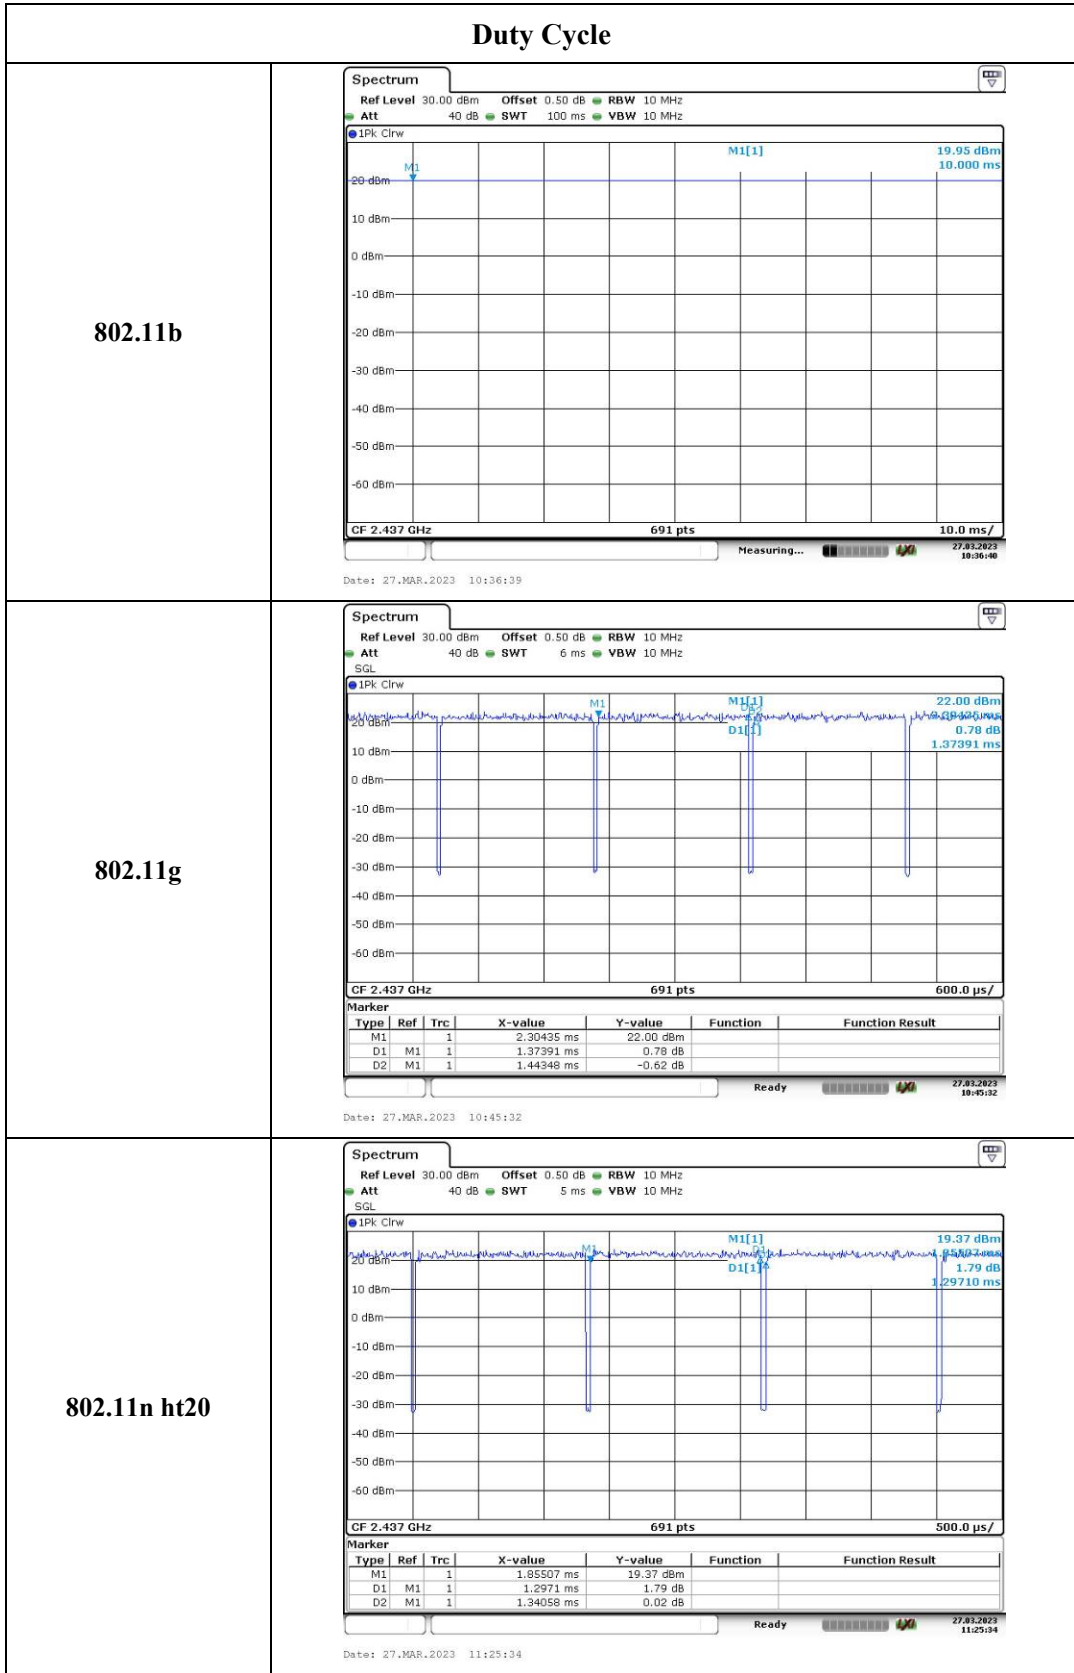 Duty Cycle
802.11b
Spectrum
Ref Level 30.00 dBm Offset 0.50 dB RBW 10 MHz
Att 40 dB SWT 100 ms VBW 10 MHz
1Pk Clrw
M1[1] 19.95 dBm
10.000 ms
M1
20 dBm
10 dBm
0 dBm
-10 dBm
-20 dBm
-30 dBm
-40 dBm
-50 dBm
-60 dBm
CF 2.437 GHz 691 pts 10.0 ms/
Measuring... LXI 27.03.2023
10:36:40
Date: 27.MAR.2023 10:36:39
802.11g
Spectrum
Ref Level 30.00 dBm Offset 0.50 dB RBW 10 MHz
Att 40 dB SWT 6 ms VBW 10 MHz
SGL
1Pk Clrw
M1[1] 22.00 dBm
M1
D1[1] 0.78 dB
1.37391 ms
20 dBm
10 dBm
0 dBm
-10 dBm
-20 dBm
-30 dBm
-40 dBm
-50 dBm
-60 dBm
CF 2.437 GHz 691 pts 600.0 µs/
Marker
Type Ref Trc X-value Y-value Function Function Result
M1 1 2.30435 ms 22.00 dBm
D1 M1 1 1.37391 ms 0.78 dB
D2 M1 1 1.44348 ms -0.62 dB
Ready LXI 27.03.2023
10:45:32
Date: 27.MAR.2023 10:45:32
802.11n ht20
Spectrum
Ref Level 30.00 dBm Offset 0.50 dB RBW 10 MHz
Att 40 dB SWT 5 ms VBW 10 MHz
SGL
1Pk Clrw
M1[1] 19.37 dBm
M1 D1
D1[1] 1.79 dB
1.29710 ms
20 dBm
10 dBm
0 dBm
-10 dBm
-20 dBm
-30 dBm
-40 dBm
-50 dBm
-60 dBm
CF 2.437 GHz 691 pts 500.0 µs/
Marker
Type Ref Trc X-value Y-value Function Function Result
M1 1 1.85507 ms 19.37 dBm
D1 M1 1 1.2971 ms 1.79 dB
D2 M1 1 1.34058 ms 0.02 dB
Ready LXI 27.03.2023
11:25:34
Date: 27.MAR.2023 11:25:34